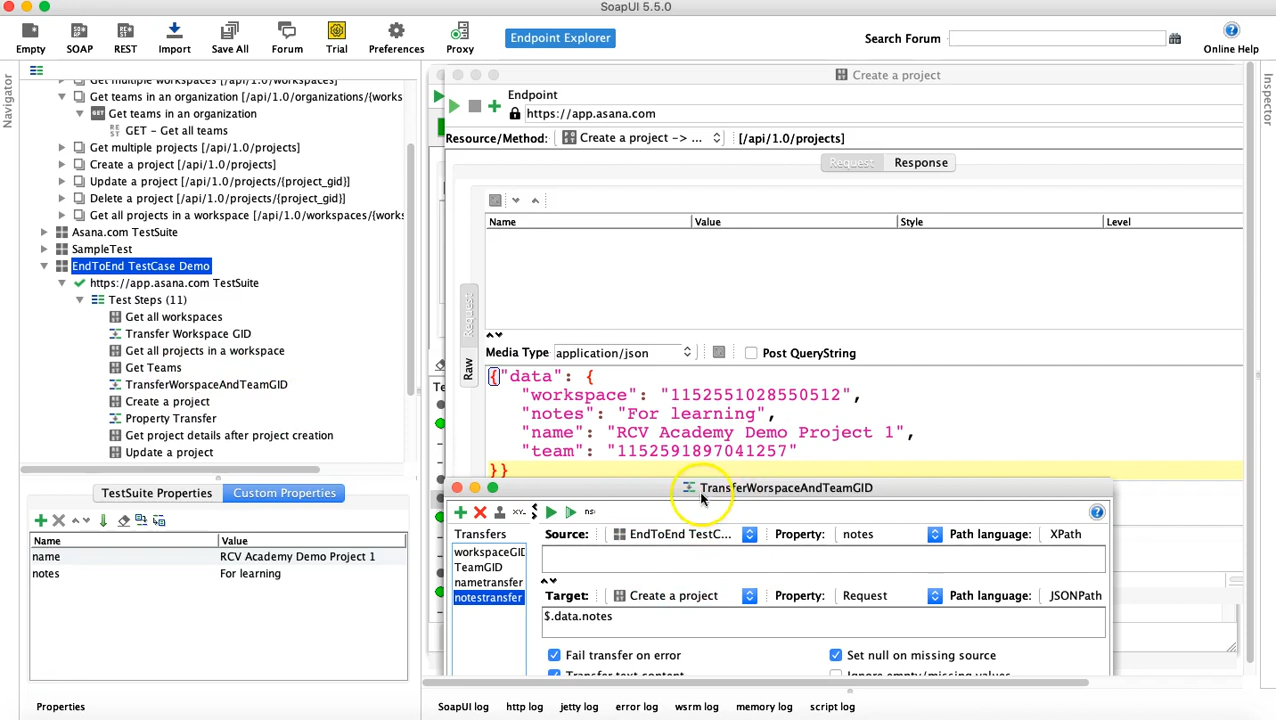 SoapUI 5.5.0
Empty SOAP REST Import Save All Forum Trial Preferences Proxy
Endpoint Explorer
Search Forum
Online Help
Navigator
Get multiple workspaces [/api/1.0/workspaces]
Get teams in an organization [/api/1.0/organizations/{works
GET Get teams in an organization
REST GET - Get all teams
Get multiple projects [/api/1.0/projects]
Create a project [/api/1.0/projects]
Update a project [/api/1.0/projects/{project_gid}]
Delete a project [/api/1.0/projects/{project_gid}]
Get all projects in a workspace [/api/1.0/workspaces/{works
Asana.com TestSuite
SampleTest
EndToEnd TestCase Demo
https://app.asana.com TestSuite
Test Steps (11)
Get all workspaces
Transfer Workspace GID
Get all projects in a workspace
Get Teams
TransferWorspaceAndTeamGID
Create a project
Property Transfer
Get project details after project creation
Update a project
TestSuite Properties Custom Properties
Name Value
name RCV Academy Demo Project 1
notes For learning
Properties
Create a project
Endpoint
https://app.asana.com
Resource/Method: Create a project -> ... [/api/1.0/projects]
Request Response
Name Value Style Level
Request
Raw
Media Type application/json Post QueryString
{"data": {
"workspace": "1152551028550512",
"notes": "For learning",
"name": "RCV Academy Demo Project 1",
"team": "1152591897041257"
}}
TransferWorspaceAndTeamGID
XY- ns:
Transfers
workspaceGID
TeamGID
nametransfer
notestransfer
Source: EndToEnd TestC... Property: notes Path language: XPath
Target: Create a project Property: Request Path language: JSONPath
$.data.notes
Fail transfer on error Set null on missing source
Transfer text content Ignore empty/missing values
SoapUI log http log jetty log error log wsrm log memory log script log
Inspector